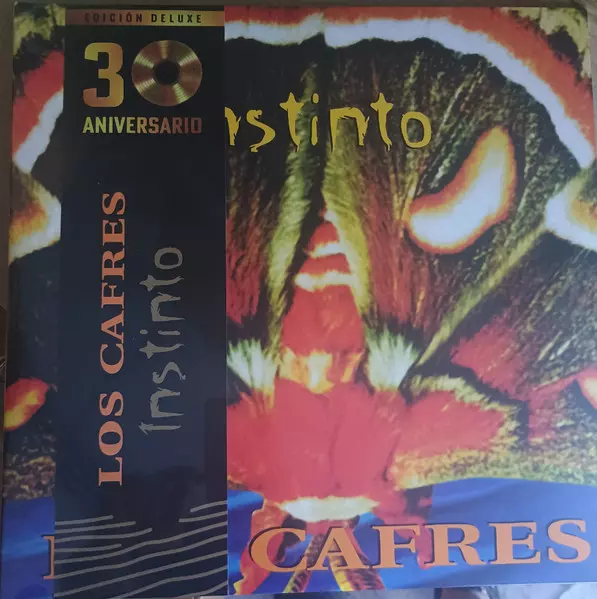 EDICIÓN DELUXE
30
ANIVERSARIO
LOS CAFRES
Instinto
nstinto
L CAFRES